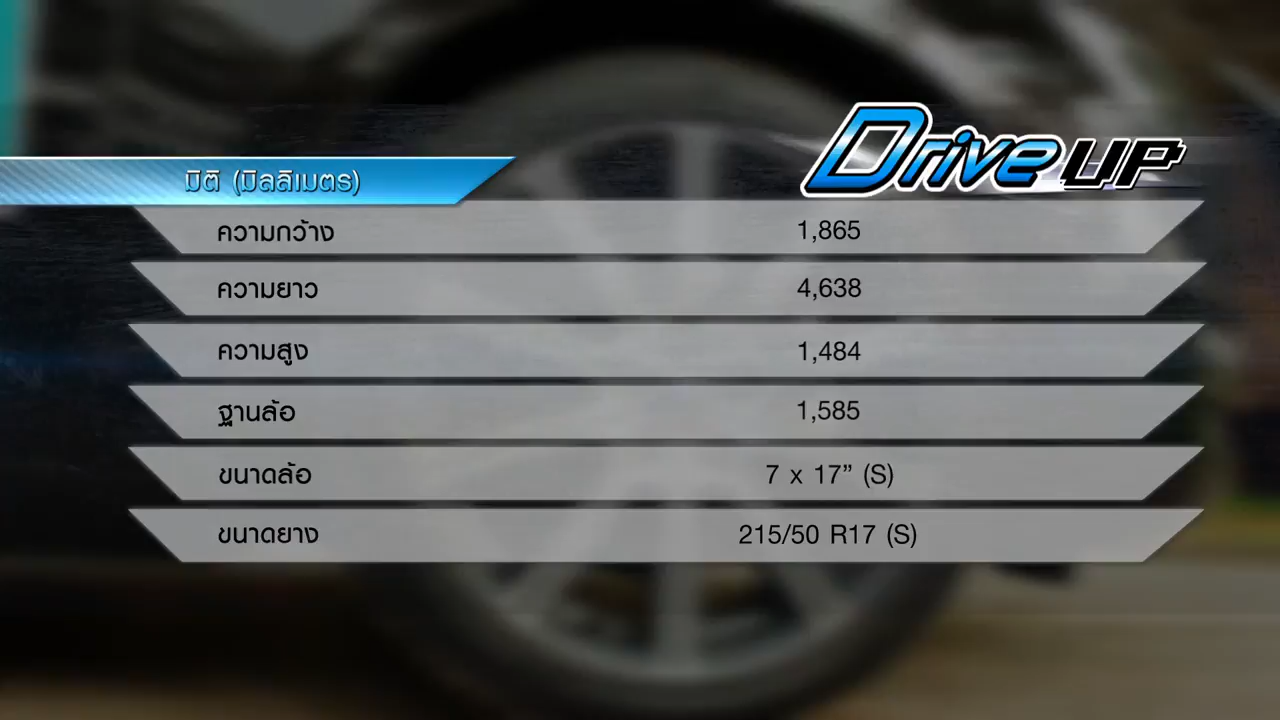 Drive UP
มิติ (มิลลิเมตร)
ความกว้าง 1,865
ความยาว 4,638
ความสูง 1,484
ฐานล้อ 1,585
ขนาดล้อ 7 x 17” (S)
ขนาดยาง 215/50 R17 (S)